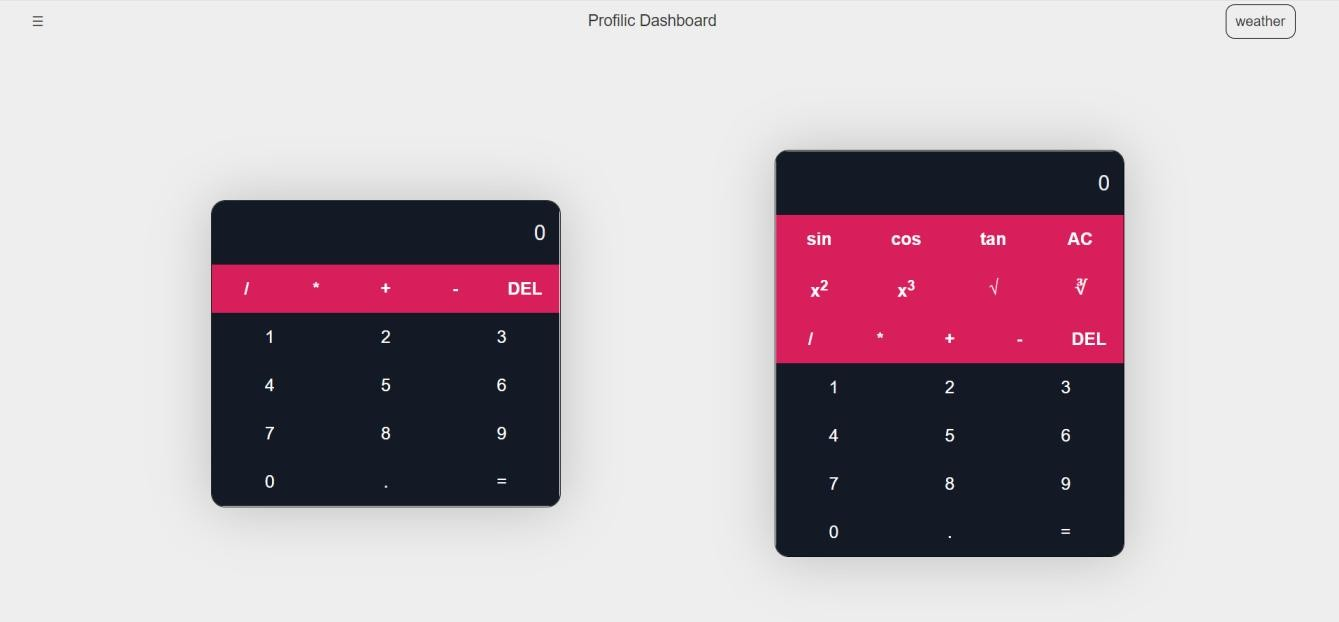 ☰ Profilic Dashboard weather
0
/ * + - DEL
1 2 3
4 5 6
7 8 9
0 . =
0
sin cos tan AC
x² x³ √ ∛
/ * + - DEL
1 2 3
4 5 6
7 8 9
0 . =